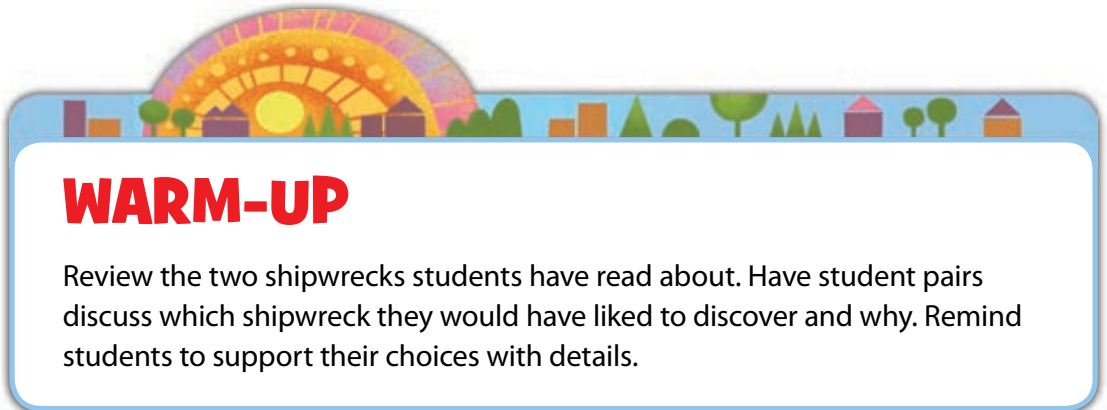 WARM-UP
Review the two shipwrecks students have read about. Have student pairs
discuss which shipwreck they would have liked to discover and why. Remind
students to support their choices with details.